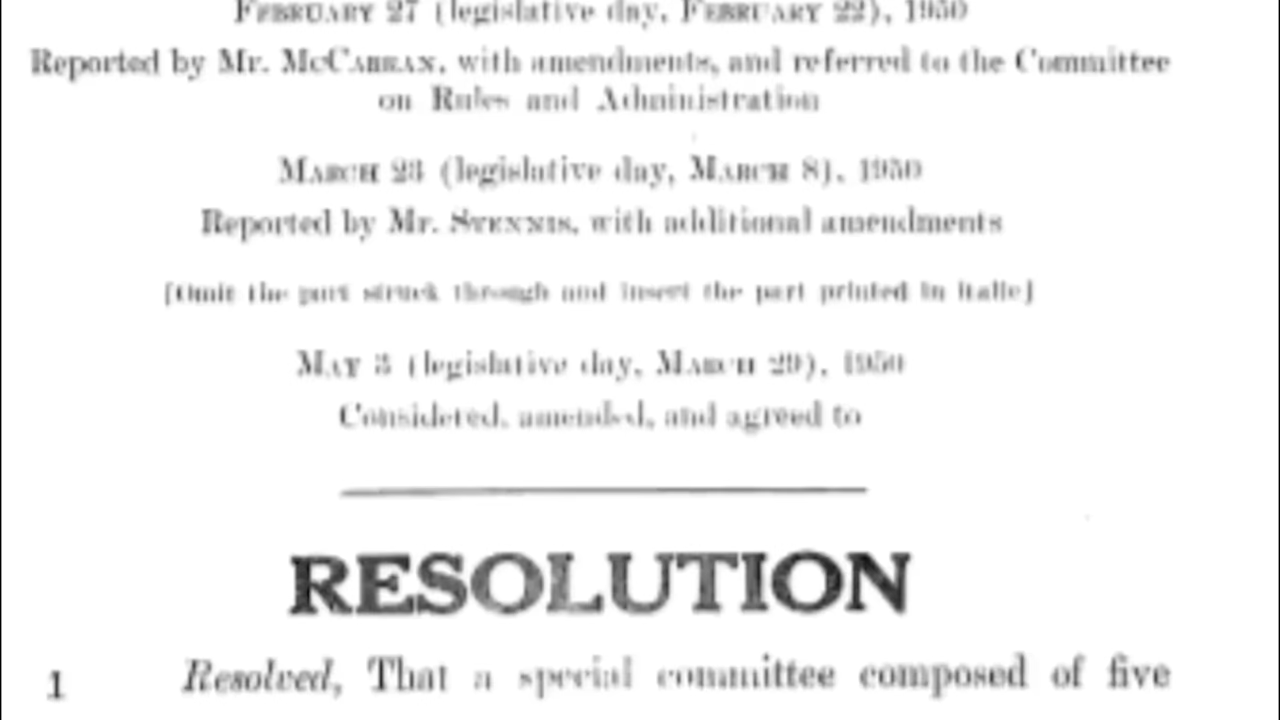 FEBRUARY 27 (legislative day, FEBRUARY 22), 1950
Reported by Mr. MCCARRAN, with amendments, and referred to the Committee
on Rules and Administration
MARCH 23 (legislative day, MARCH 8), 1950
Reported by Mr. STENNIS, with additional amendments
[Omit the part struck through and insert the part printed in italic]
MAY 3 (legislative day, MARCH 29), 1950
Considered, amended, and agreed to
RESOLUTION
1 Resolved, That a special committee composed of five